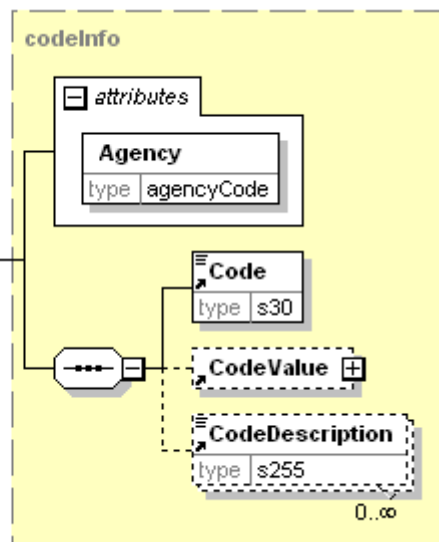 codeInfo
attributes
Agency
type agencyCode
Code
type s30
CodeValue
CodeDescription
type s255
0..∞